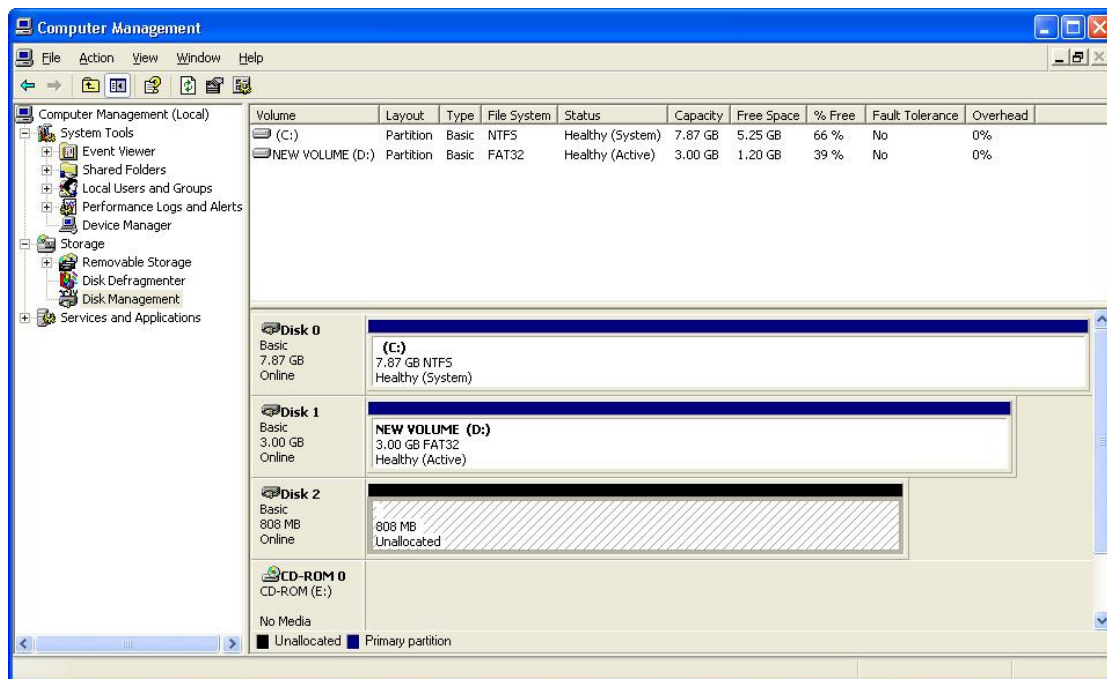 Computer Management
File Action View Window Help
Computer Management (Local)
System Tools
Event Viewer
Shared Folders
Local Users and Groups
Performance Logs and Alerts
Device Manager
Storage
Removable Storage
Disk Defragmenter
Disk Management
Services and Applications
Volume Layout Type File System Status Capacity Free Space % Free Fault Tolerance Overhead
(C:) Partition Basic NTFS Healthy (System) 7.87 GB 5.25 GB 66 % No 0%
NEW VOLUME (D:) Partition Basic FAT32 Healthy (Active) 3.00 GB 1.20 GB 39 % No 0%
Disk 0
Basic
7.87 GB
Online
(C:)
7.87 GB NTFS
Healthy (System)
Disk 1
Basic
3.00 GB
Online
NEW VOLUME (D:)
3.00 GB FAT32
Healthy (Active)
Disk 2
Basic
808 MB
Online
808 MB
Unallocated
CD-ROM 0
CD-ROM (E:)
No Media
Unallocated Primary partition